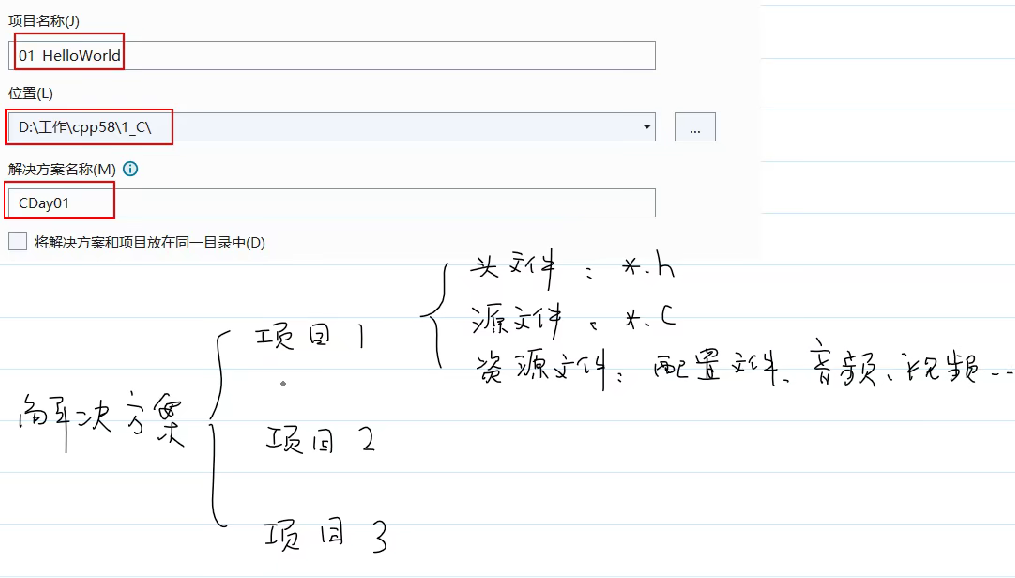 项目名称(J)
01_HelloWorld
位置(L)
D:\工作\cpp58\1_C\
...
解决方案名称(M)
CDay01
将解决方案和项目放在同一目录中(D)
头文件：*.h
源文件：*.c
项目1
资源文件：配置文件、音频、视频...
解决方案
项目2
项目3